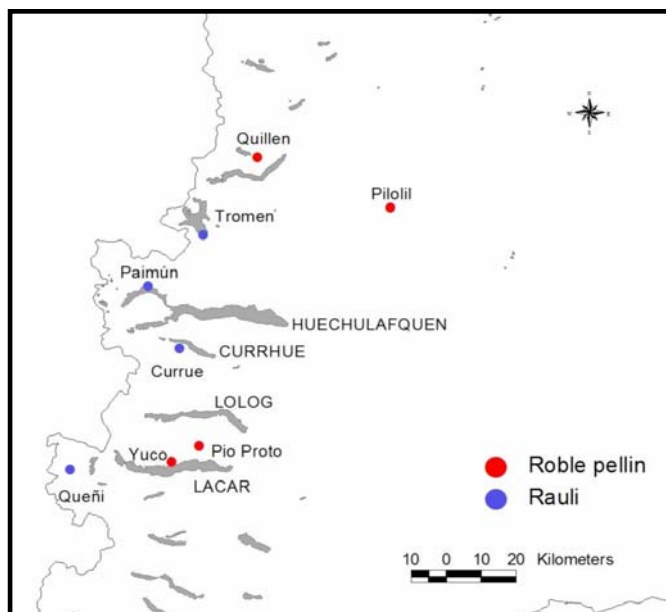 Quillen
Pilolil
Tromen
Paimún
HUECHULAFQUEN
CURRHUE
Currue
LOLOG
Yuco
Pio Proto
Queñi
LACAR
Roble pellin
Rauli
10 0 10 20 Kilometers